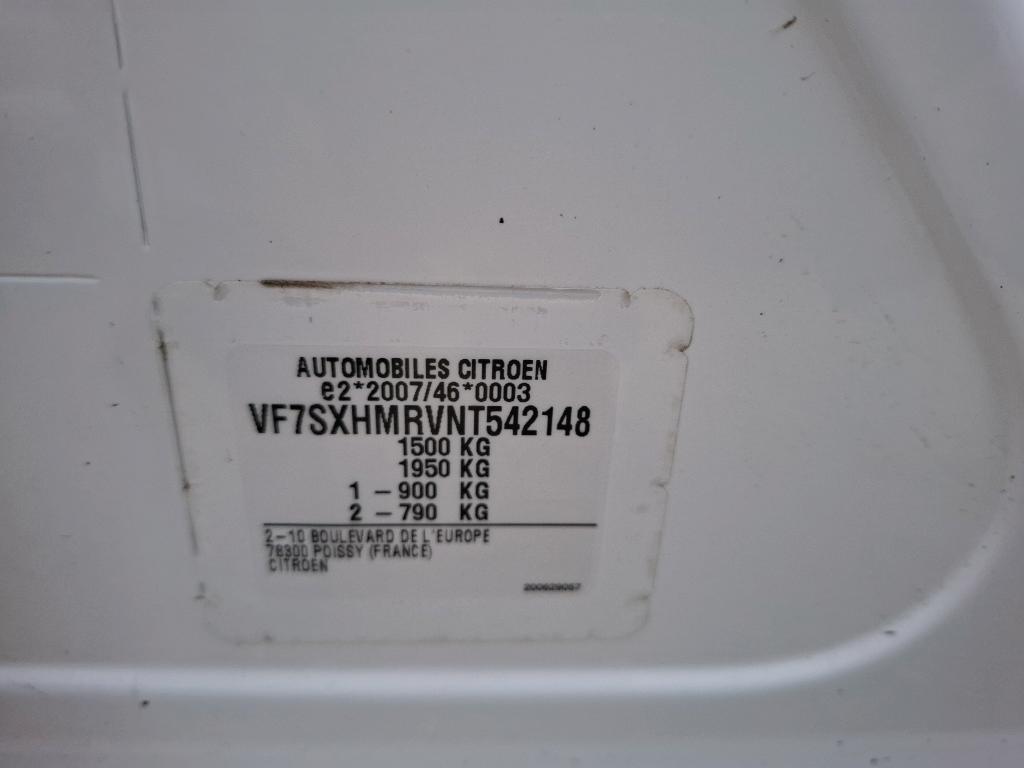 AUTOMOBILES CITROEN
e2*2007/46*0003
VF7SXHMRVNT542148
1500 KG
1950 KG
1 - 900 KG
2 - 790 KG
2-10 BOULEVARD DE L'EUROPE
78300 POISSY (FRANCE)
CITROEN